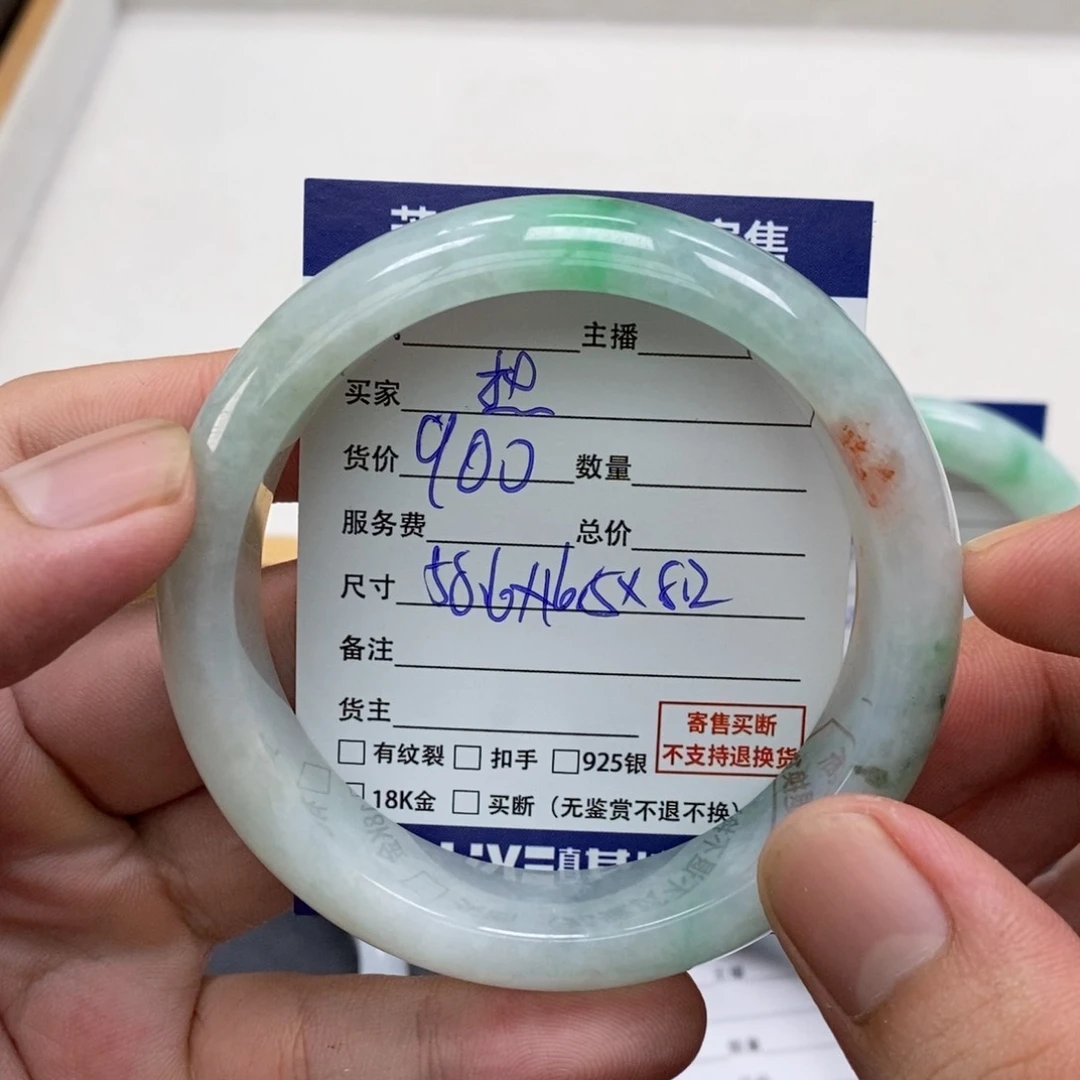 寄售
主播
买家
货价 900 数量
服务费 总价
尺寸 58.6×16.5×8.2
备注
货主
寄售买断
不支持退换货
有纹裂 扣手 925银
18K金 买断（无鉴赏不退不换）